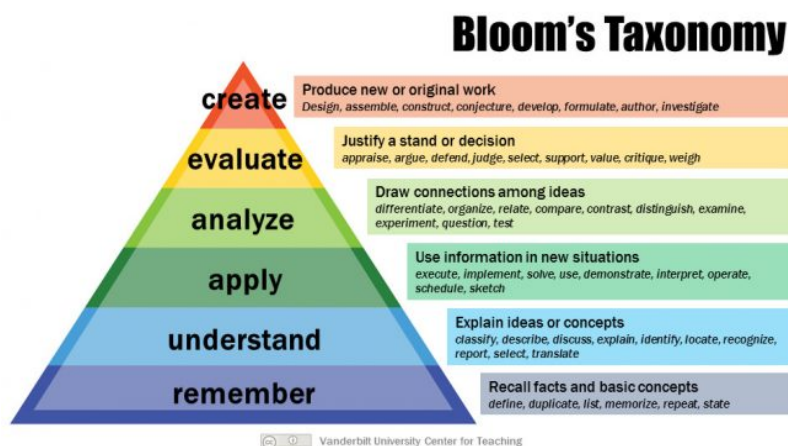 Bloom's Taxonomy
create
Produce new or original work
Design, assemble, construct, conjecture, develop, formulate, author, investigate
evaluate
Justify a stand or decision
appraise, argue, defend, judge, select, support, value, critique, weigh
analyze
Draw connections among ideas
differentiate, organize, relate, compare, contrast, distinguish, examine,
experiment, question, test
apply
Use information in new situations
execute, implement, solve, use, demonstrate, interpret, operate,
schedule, sketch
understand
Explain ideas or concepts
classify, describe, discuss, explain, identify, locate, recognize,
report, select, translate
remember
Recall facts and basic concepts
define, duplicate, list, memorize, repeat, state
cc
Vanderbilt University Center for Teaching